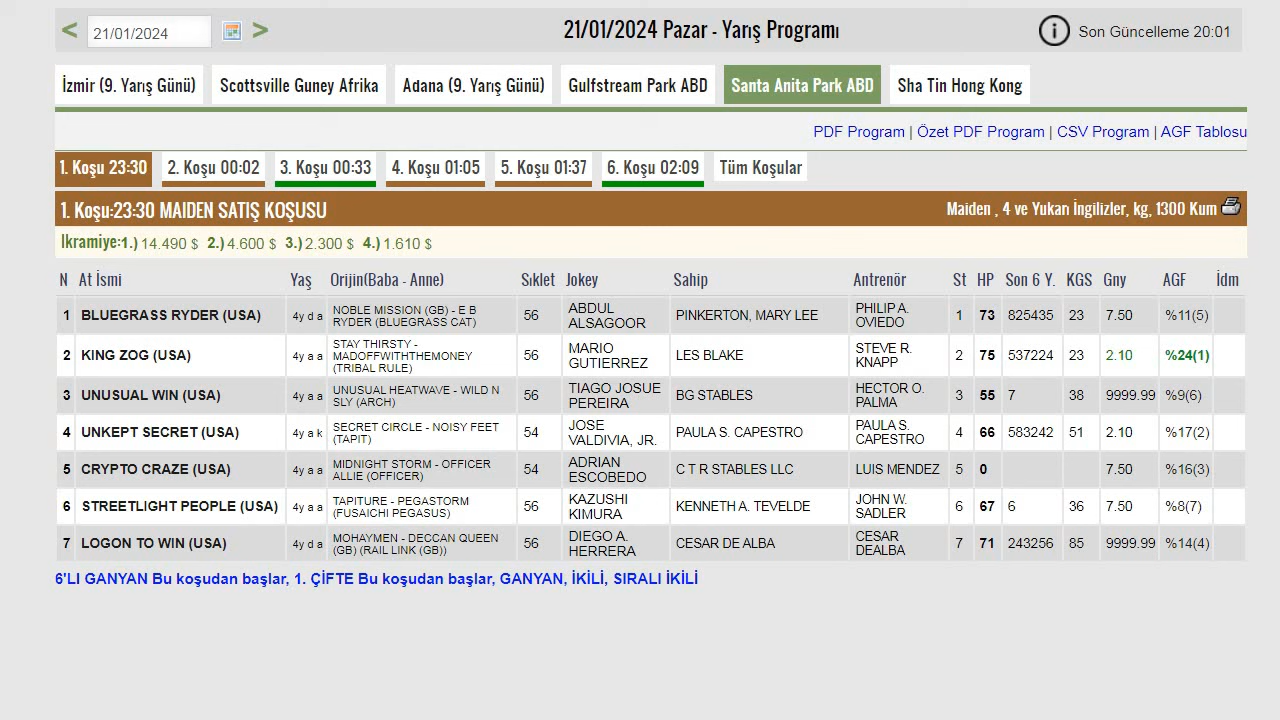 < 21/01/2024 > 21/01/2024 Pazar - Yarış Programı i Son Güncelleme 20:01
İzmir (9. Yarış Günü) Scottsville Guney Afrika Adana (9. Yarış Günü) Gulfstream Park ABD Santa Anita Park ABD Sha Tin Hong Kong
PDF Program | Özet PDF Program | CSV Program | AGF Tablosu
1. Koşu 23:30 2. Koşu 00:02 3. Koşu 00:33 4. Koşu 01:05 5. Koşu 01:37 6. Koşu 02:09 Tüm Koşular
1. Koşu:23:30 MAIDEN SATIŞ KOŞUSU Maiden , 4 ve Yukarı İngilizler, kg, 1300 Kum
Ikramiye:1.) 14.490 $ 2.) 4.600 $ 3.) 2.300 $ 4.) 1.610 $
N At İsmi Yaş Orijin(Baba - Anne) Sıklet Jokey Sahip Antrenör St HP Son 6 Y. KGS Gny AGF İdm
1 BLUEGRASS RYDER (USA) 4y d a NOBLE MISSION (GB) - E B RYDER (BLUEGRASS CAT) 56 ABDUL ALSAGOOR PINKERTON, MARY LEE PHILIP A. OVIEDO 1 73 825435 23 7.50 %11(5)
2 KING ZOG (USA) 4y a a STAY THIRSTY - MADOFFWITHTHEMONEY (TRIBAL RULE) 56 MARIO GUTIERREZ LES BLAKE STEVE R. KNAPP 2 75 537224 23 2.10 %24(1)
3 UNUSUAL WIN (USA) 4y a a UNUSUAL HEATWAVE - WILD N SLY (ARCH) 56 TIAGO JOSUE PEREIRA BG STABLES HECTOR O. PALMA 3 55 7 38 9999.99 %9(6)
4 UNKEPT SECRET (USA) 4y a k SECRET CIRCLE - NOISY FEET (TAPIT) 54 JOSE VALDIVIA, JR. PAULA S. CAPESTRO PAULA S. CAPESTRO 4 66 583242 51 2.10 %17(2)
5 CRYPTO CRAZE (USA) 4y a a MIDNIGHT STORM - OFFICER ALLIE (OFFICER) 54 ADRIAN ESCOBEDO C T R STABLES LLC LUIS MENDEZ 5 0 7.50 %16(3)
6 STREETLIGHT PEOPLE (USA) 4y a a TAPITURE - PEGASTORM (FUSAICHI PEGASUS) 56 KAZUSHI KIMURA KENNETH A. TEVELDE JOHN W. SADLER 6 67 6 36 7.50 %8(7)
7 LOGON TO WIN (USA) 4y d a MOHAYMEN - DECCAN QUEEN (GB) (RAIL LINK (GB)) 56 DIEGO A. HERRERA CESAR DE ALBA CESAR DEALBA 7 71 243256 85 9999.99 %14(4)
6'LI GANYAN Bu koşudan başlar, 1. ÇİFTE Bu koşudan başlar, GANYAN, İKİLİ, SIRALI İKİLİ